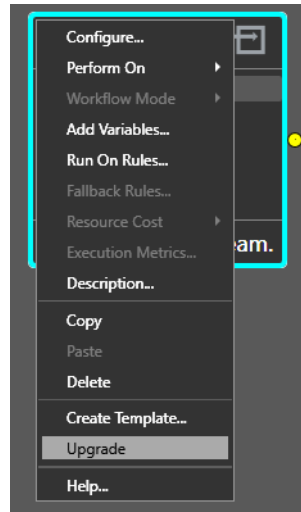 Configure...
Perform On
Workflow Mode
Add Variables...
Run On Rules...
Fallback Rules...
Resource Cost
Execution Metrics...
eam.
Description...
Copy
Paste
Delete
Create Template...
Upgrade
Help...